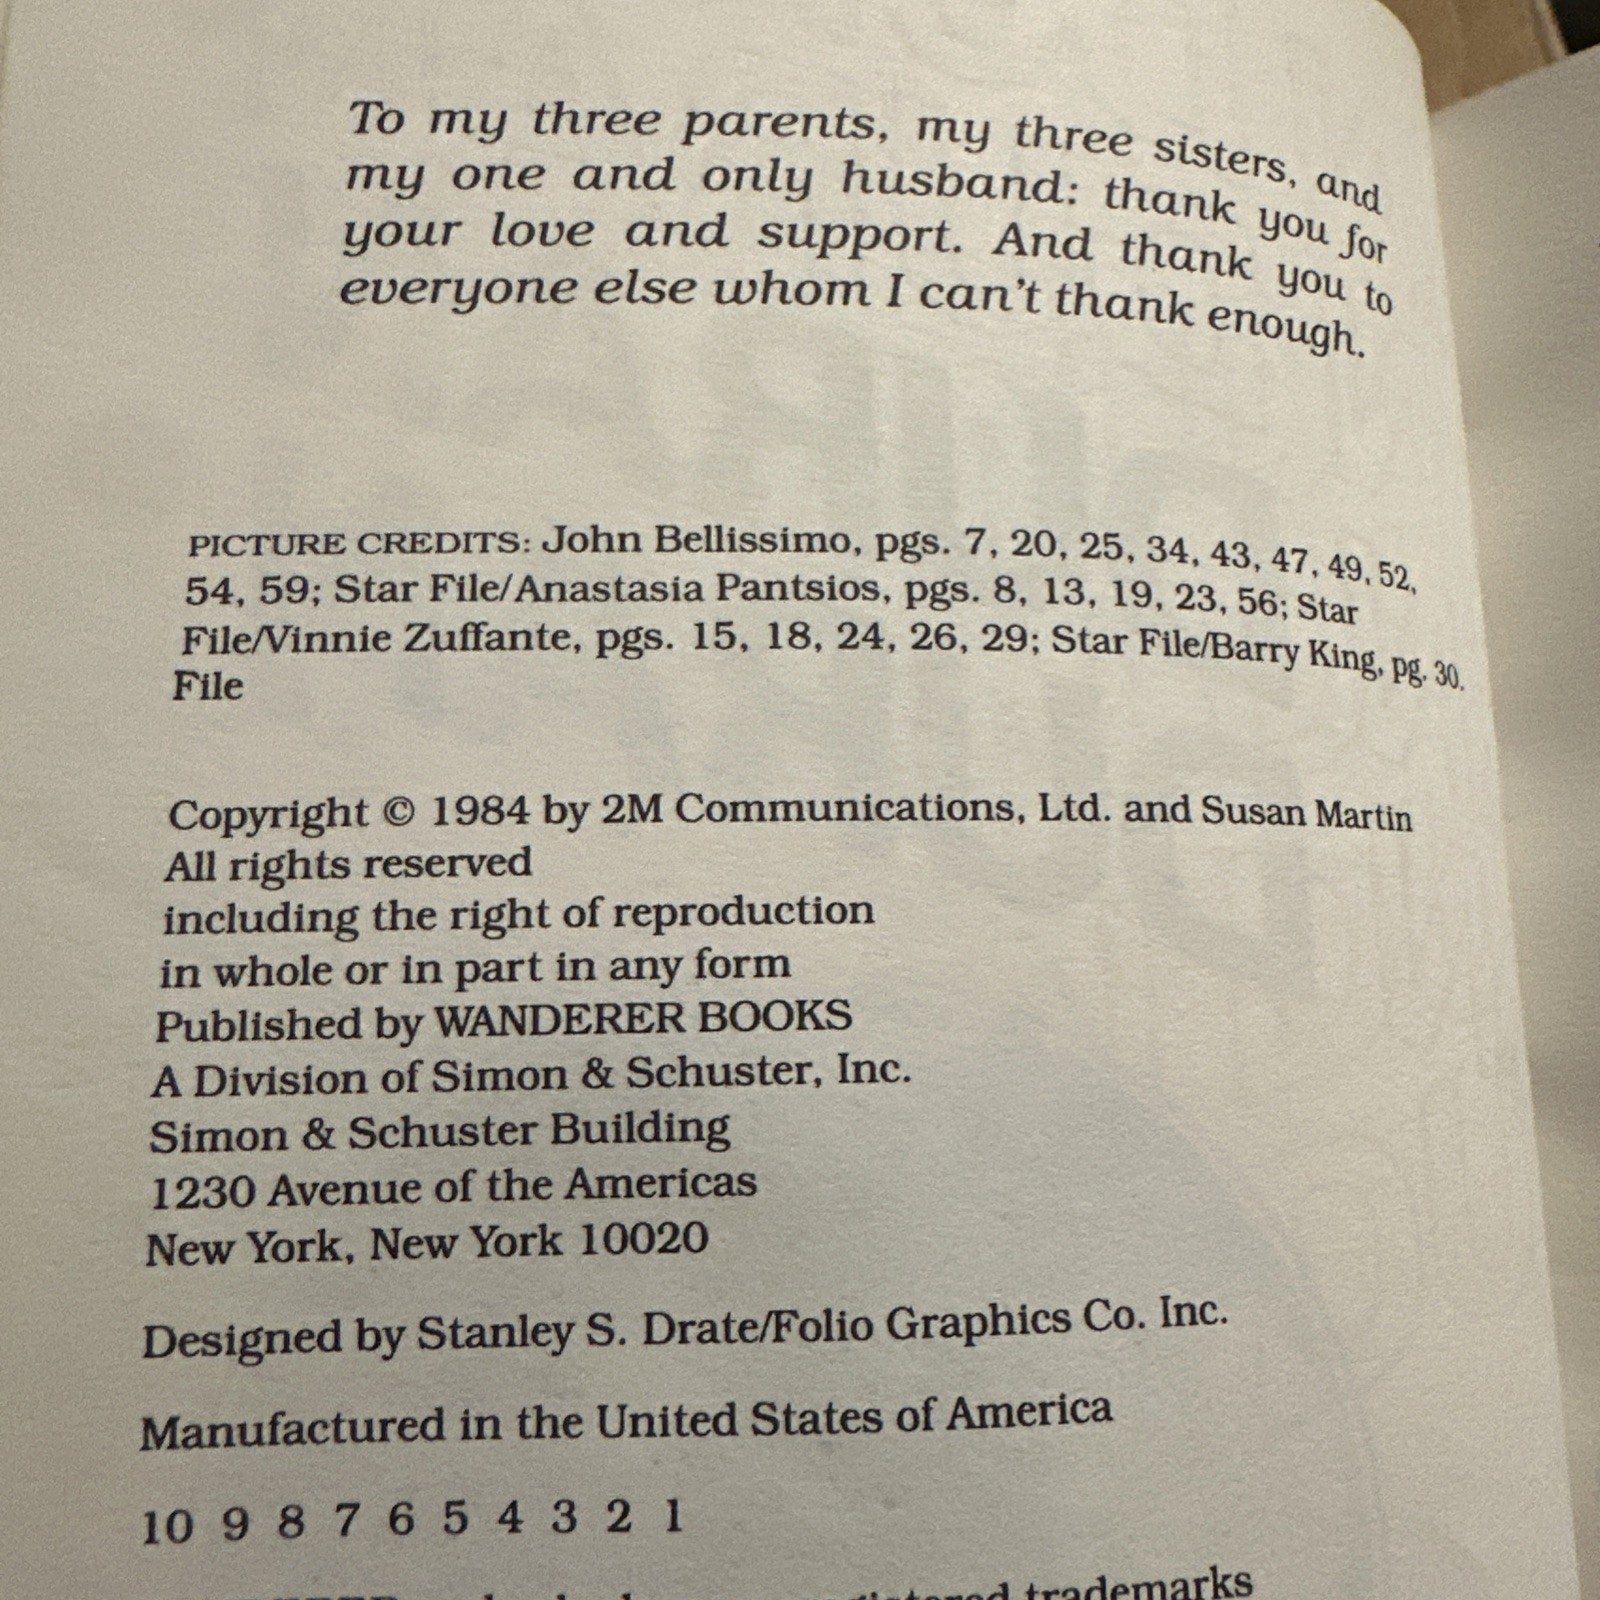 To my three parents, my three sisters, and
my one and only husband: thank you for
your love and support. And thank you to
everyone else whom I can't thank enough.
PICTURE CREDITS: John Bellissimo, pgs. 7, 20, 25, 34, 43, 47, 49, 52,
54, 59; Star File/Anastasia Pantsios, pgs. 8, 13, 19, 23, 56; Star
File/Vinnie Zuffante, pgs. 15, 18, 24, 26, 29; Star File/Barry King, pg. 30.
File
Copyright © 1984 by 2M Communications, Ltd. and Susan Martin
All rights reserved
including the right of reproduction
in whole or in part in any form
Published by WANDERER BOOKS
A Division of Simon & Schuster, Inc.
Simon & Schuster Building
1230 Avenue of the Americas
New York, New York 10020
Designed by Stanley S. Drate/Folio Graphics Co. Inc.
Manufactured in the United States of America
10 9 8 7 6 5 4 3 2 1
trademarks